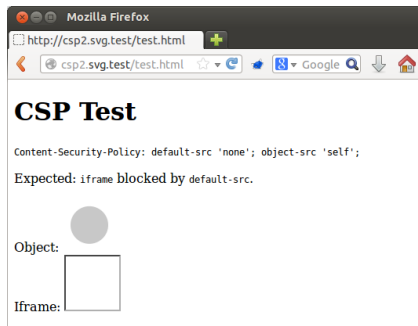 Mozilla Firefox
http://csp2.svg.test/test.html
csp2.svg.test/test.html
Google
CSP Test
Content-Security-Policy: default-src 'none'; object-src 'self';
Expected: iframe blocked by default-src.
Object:
Iframe: